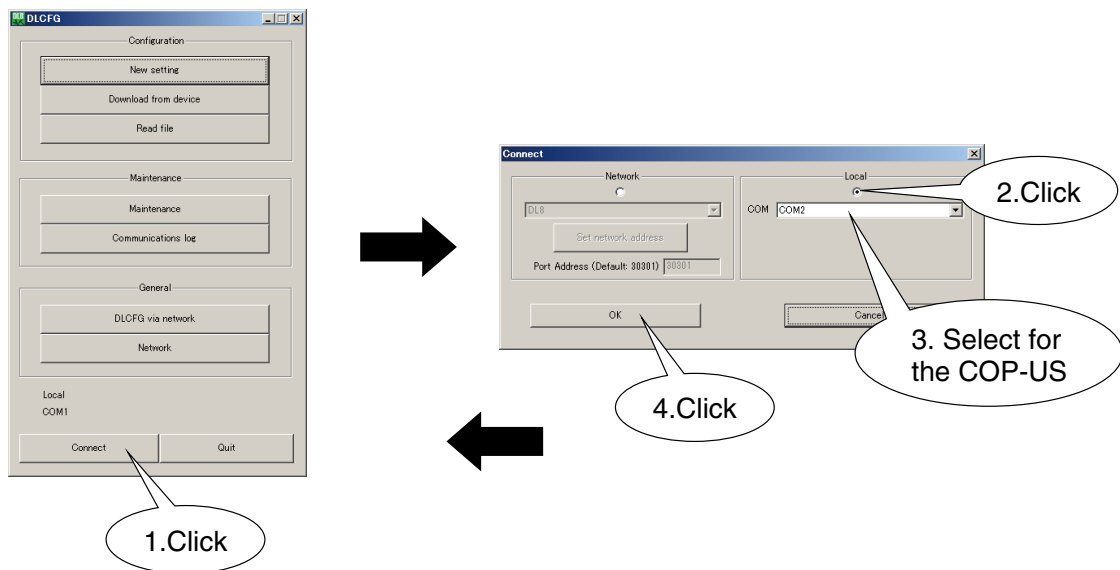 DLCFG
Configuration
New setting
Download from device
Read file
Maintenance
Maintenance
Communications log
General
DLCFG via network
Network
Local
COM1
Connect
Quit
1.Click
Connect
Network
DL8
Set network address
Port Address (Default: 30301) 30301
Local
COM COM2
OK
Cancel
2.Click
3. Select for
the COP-US
4.Click